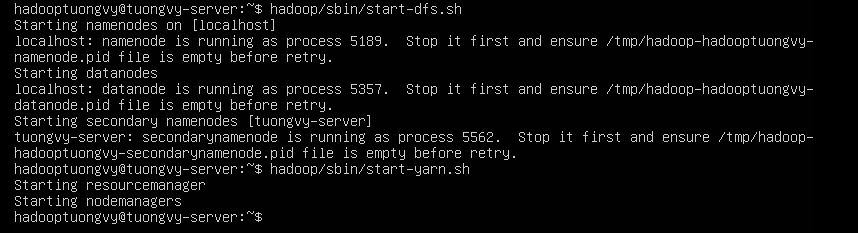 hadooptuongvy@tuongvy-server:~$ hadoop/sbin/start-dfs.sh
Starting namenodes on [localhost]
localhost: namenode is running as process 5189.  Stop it first and ensure /tmp/hadoop-hadooptuongvy-
namenode.pid file is empty before retry.
Starting datanodes
localhost: datanode is running as process 5357.  Stop it first and ensure /tmp/hadoop-hadooptuongvy-
datanode.pid file is empty before retry.
Starting secondary namenodes [tuongvy-server]
tuongvy-server: secondarynamenode is running as process 5562.  Stop it first and ensure /tmp/hadoop-
hadooptuongvy-secondarynamenode.pid file is empty before retry.
hadooptuongvy@tuongvy-server:~$ hadoop/sbin/start-yarn.sh
Starting resourcemanager
Starting nodemanagers
hadooptuongvy@tuongvy-server:~$